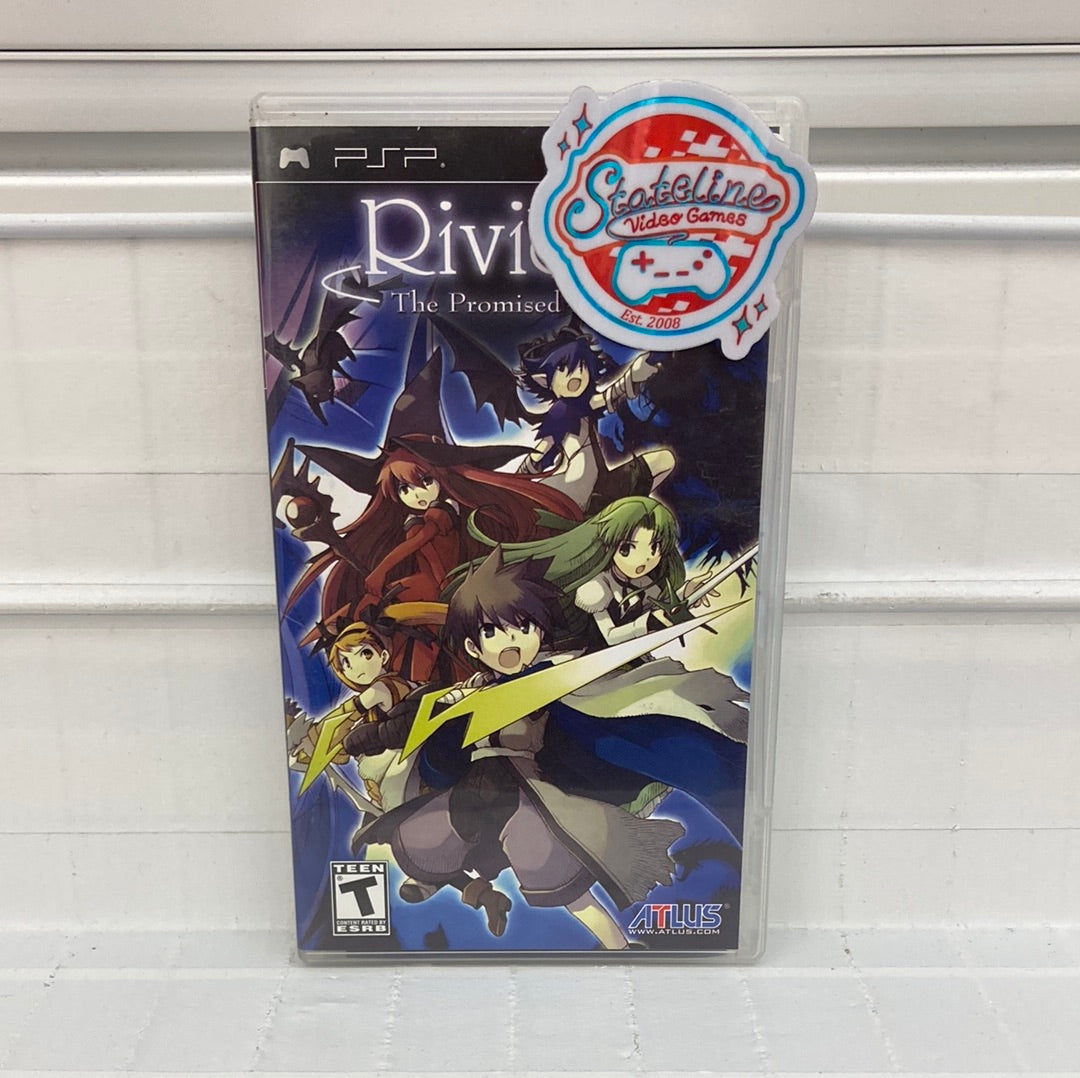 PSP
Rivi
The Promised
Stateline
Video Games
Est. 2008
TEEN
T
CONTENT RATED BY
ESRB
ATLUS
WWW.ATLUS.COM